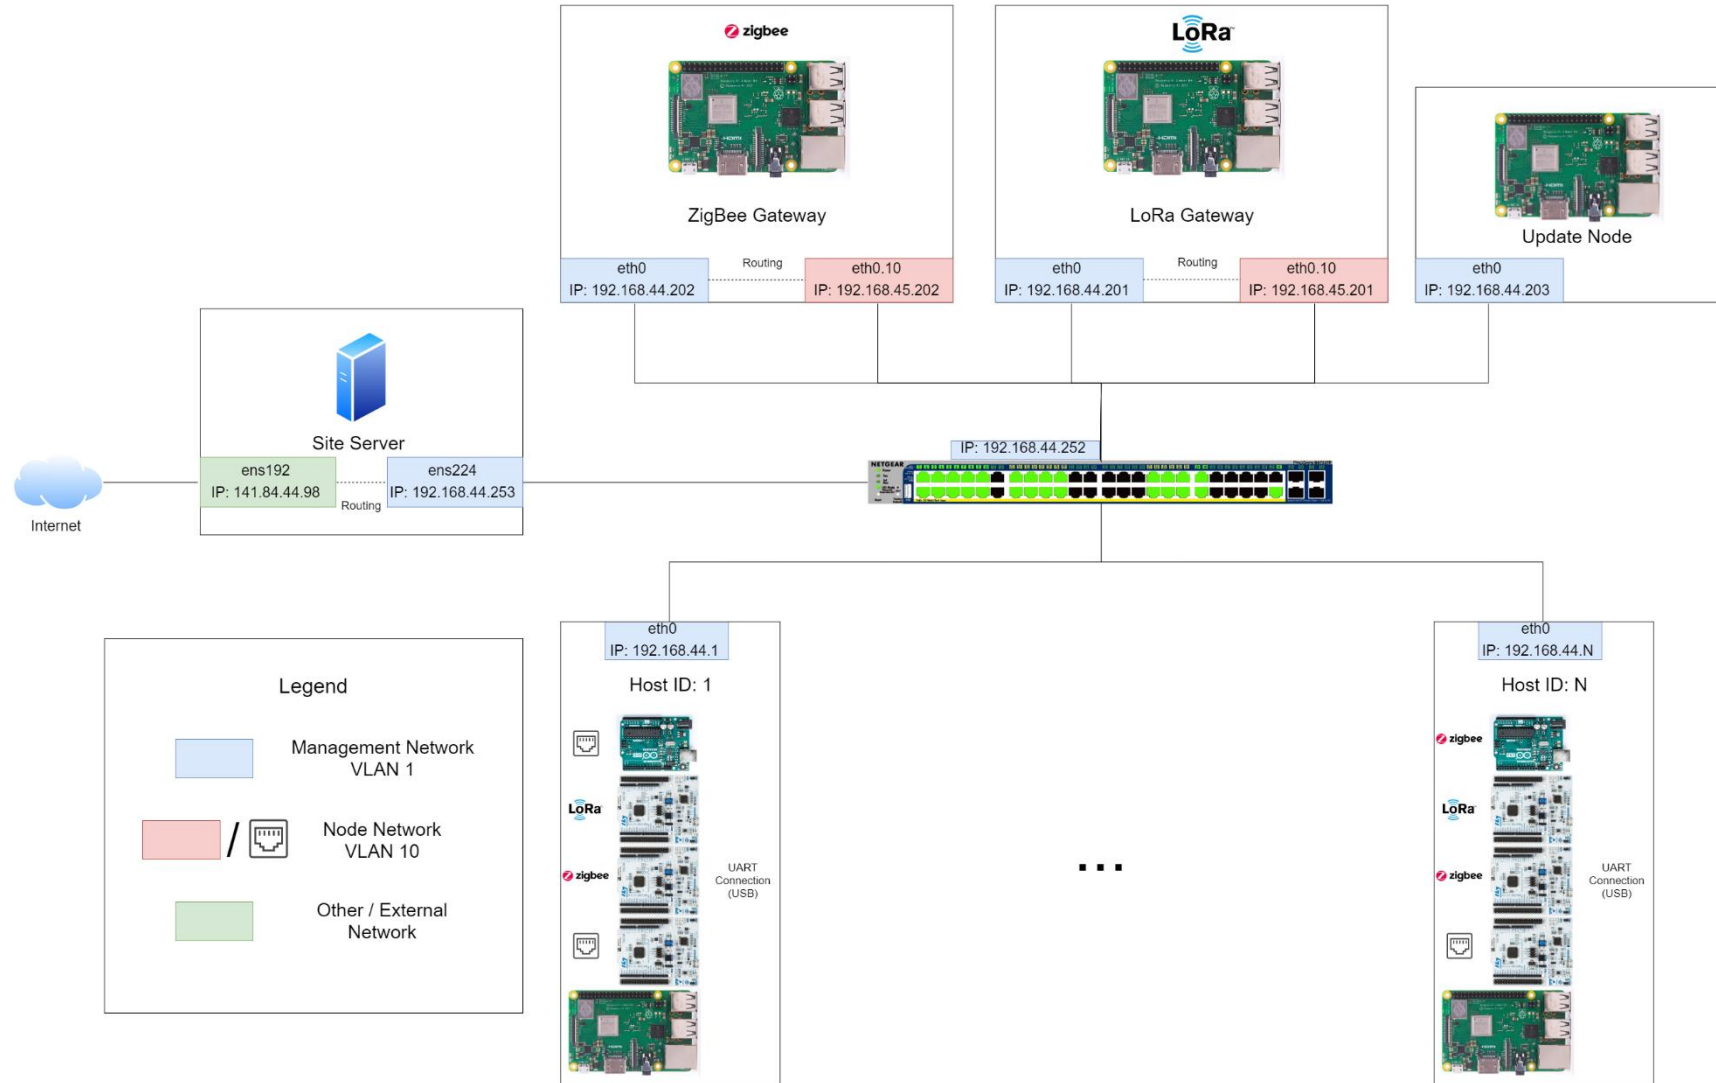 zigbee
LoRa
ZigBee Gateway
LoRa Gateway
Update Node
eth0
IP: 192.168.44.202
Routing
eth0.10
IP: 192.168.45.202
eth0
IP: 192.168.44.201
Routing
eth0.10
IP: 192.168.45.201
eth0
IP: 192.168.44.203
Site Server
ens192
IP: 141.84.44.98
Routing
ens224
IP: 192.168.44.253
Internet
IP: 192.168.44.252
NETGEAR
Legend
Management Network
VLAN 1
/
Node Network
VLAN 10
Other / External
Network
eth0
IP: 192.168.44.1
Host ID: 1
LoRa
zigbee
UART
Connection
(USB)
...
eth0
IP: 192.168.44.N
Host ID: N
zigbee
LoRa
zigbee
UART
Connection
(USB)